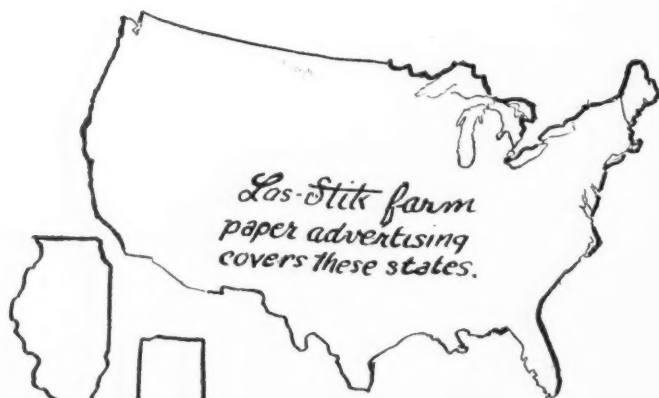 Las-Stik farm
paper advertising
covers these states.